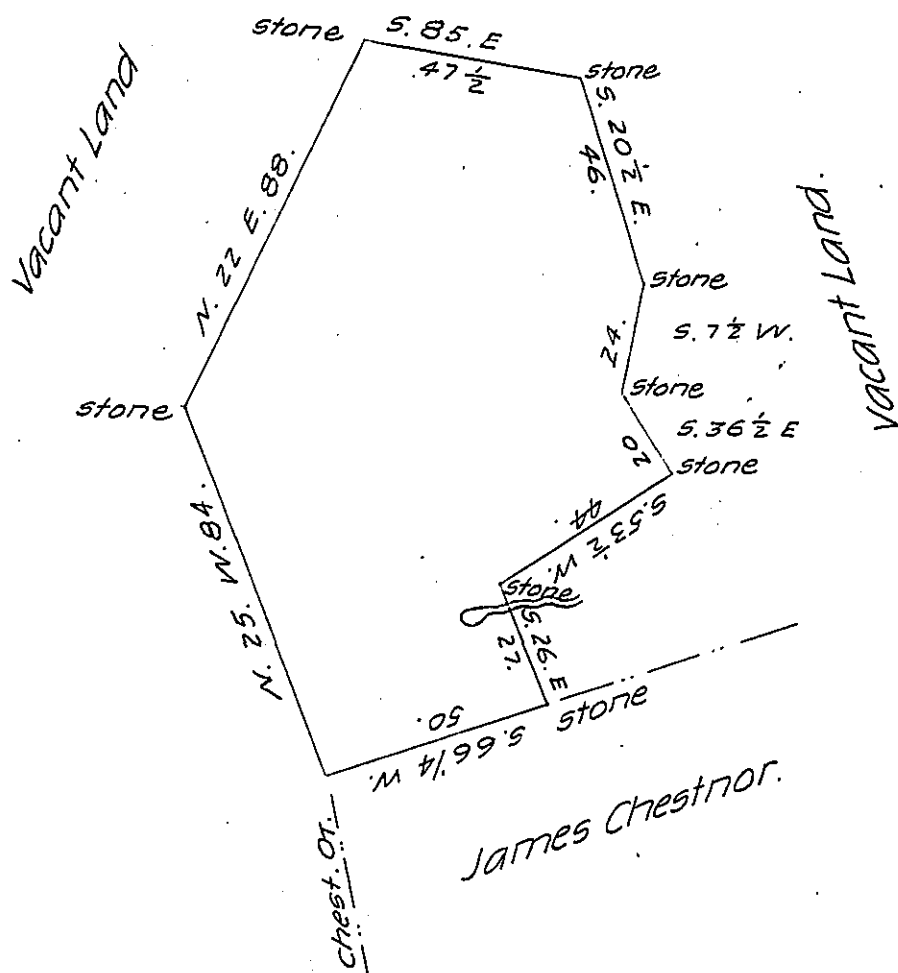 stone
S. 85. E
47 1/2
stone
S. 20 1/2 E.
46.
Vacant Land
N. 22 E. 88.
stone
Vacant Land.
24.
S. 7 1/2 W.
stone
stone
S. 36 1/2 E
20
stone
44
S. 53 1/2 W.
N. 25. W. 84.
stone
S. 26. E
27.
stone
50.
S. 66 1/4 W.
James Chestnor.
Chest. Or.